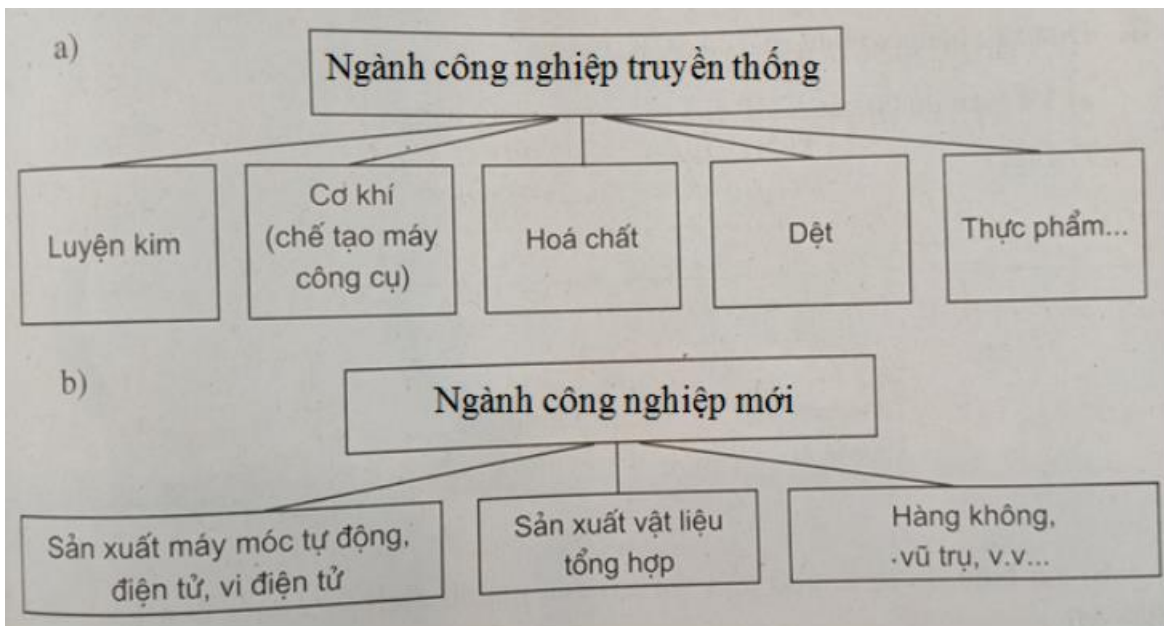 a)
Ngành công nghiệp truyền thống
Luyện kim
Cơ khí
(chế tạo máy
công cụ)
Hoá chất
Dệt
Thực phẩm...
b)
Ngành công nghiệp mới
Sản xuất máy móc tự động,
điện tử, vi điện tử
Sản xuất vật liệu
tổng hợp
Hàng không,
vũ trụ, v.v...